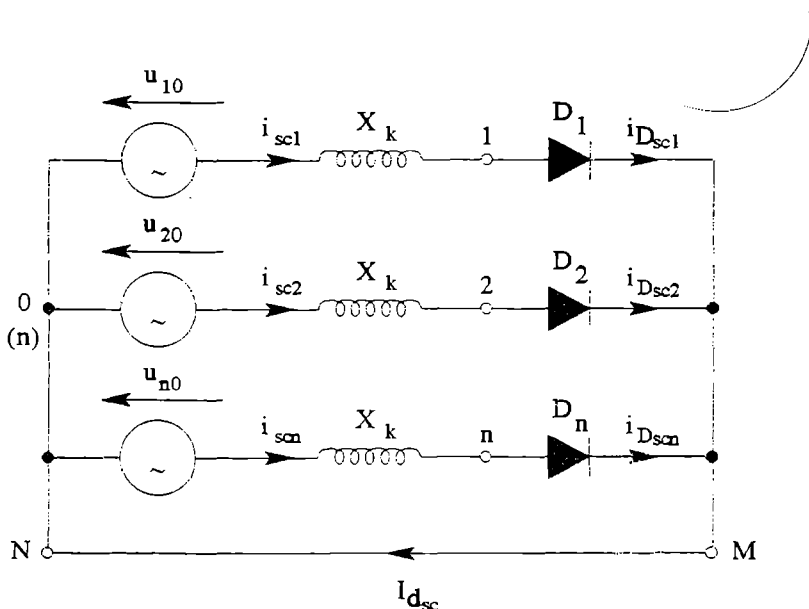 u10
isc1 Xk 1 D1 iDsc1
u20
isc2 Xk 2 D2 iDsc2
0
(n)
un0
iscn Xk n Dn iDscn
~
~
~
N M
Idsc